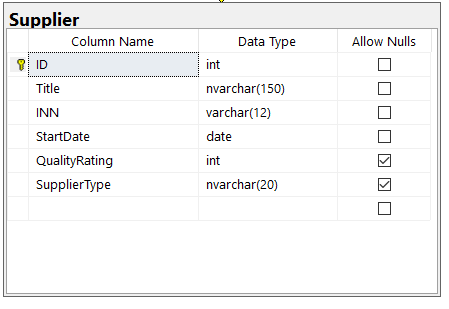 Supplier
Column Name Data Type Allow Nulls
ID int
Title nvarchar(150)
INN varchar(12)
StartDate date
QualityRating int
SupplierType nvarchar(20)